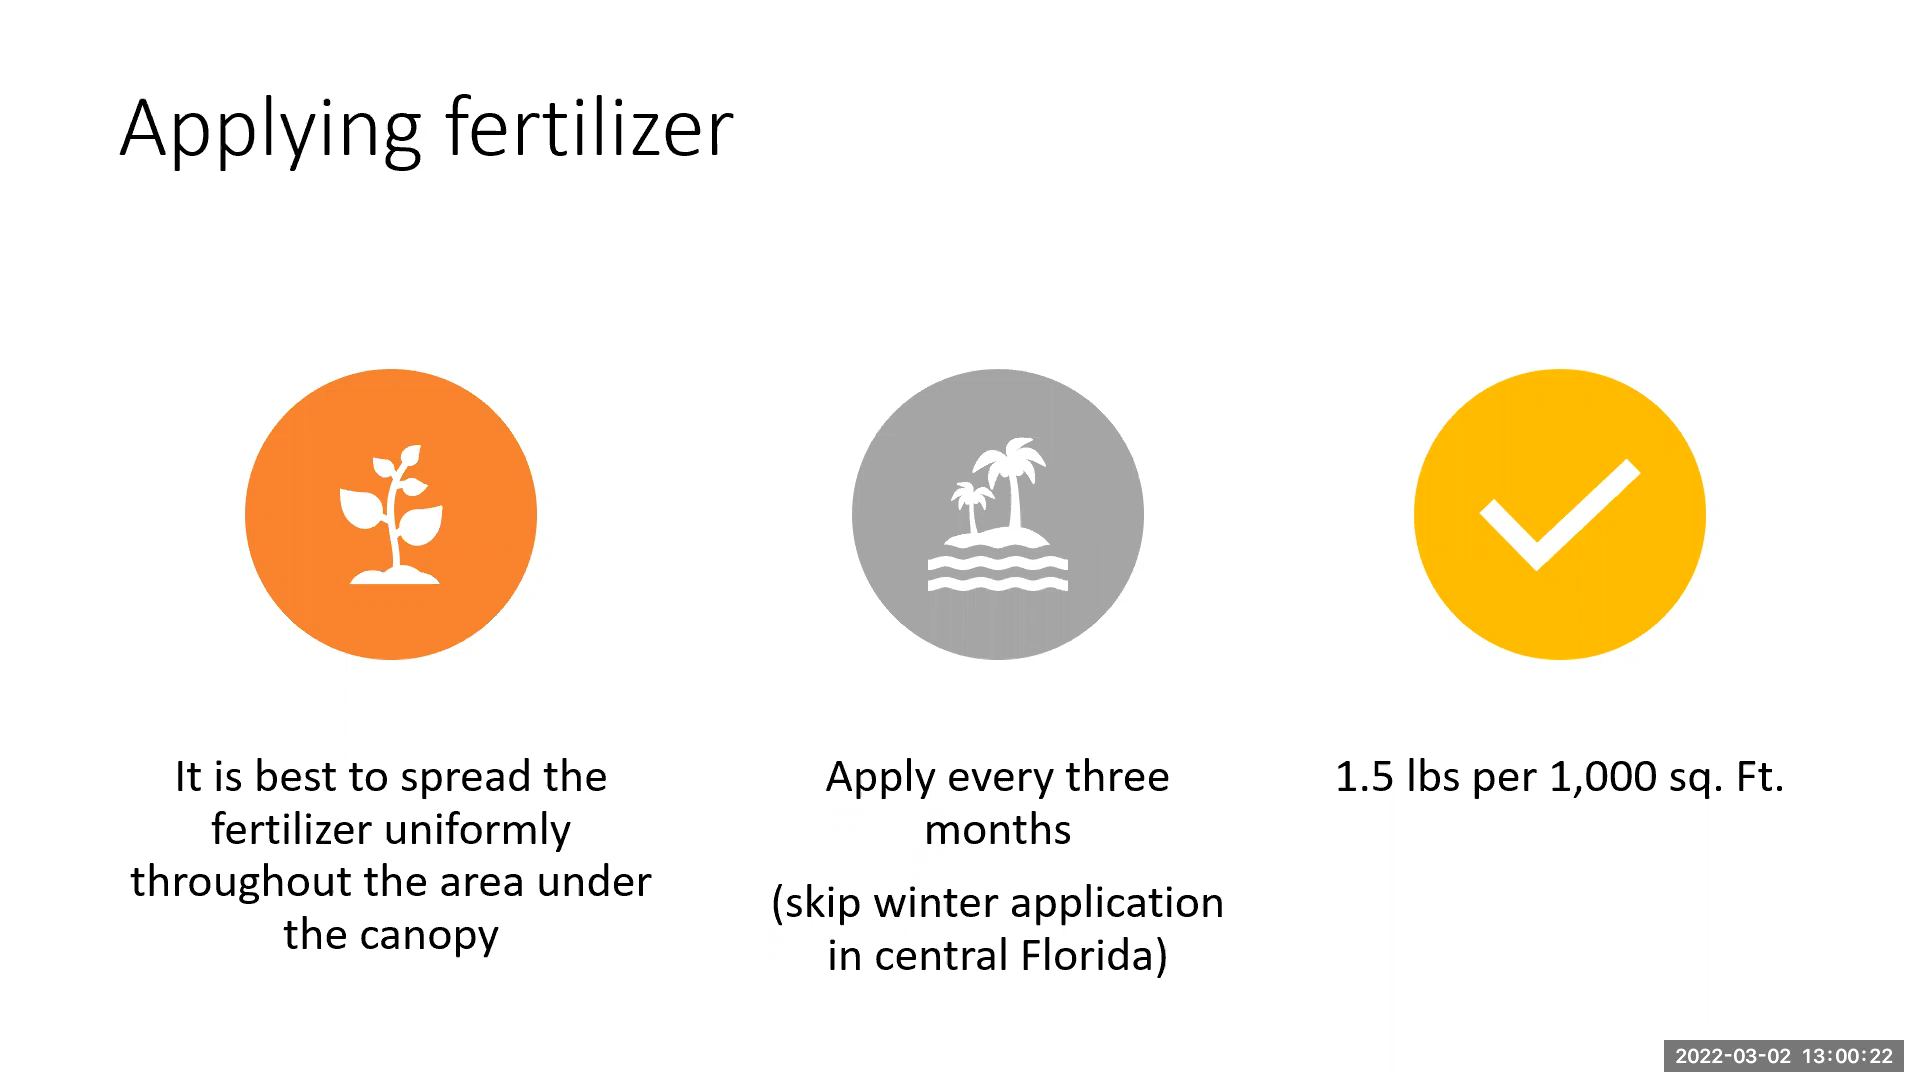 Applying fertilizer
It is best to spread the
fertilizer uniformly
throughout the area under
the canopy
Apply every three
months
(skip winter application
in central Florida)
1.5 lbs per 1,000 sq. Ft.
2022-03-02 13:00:22